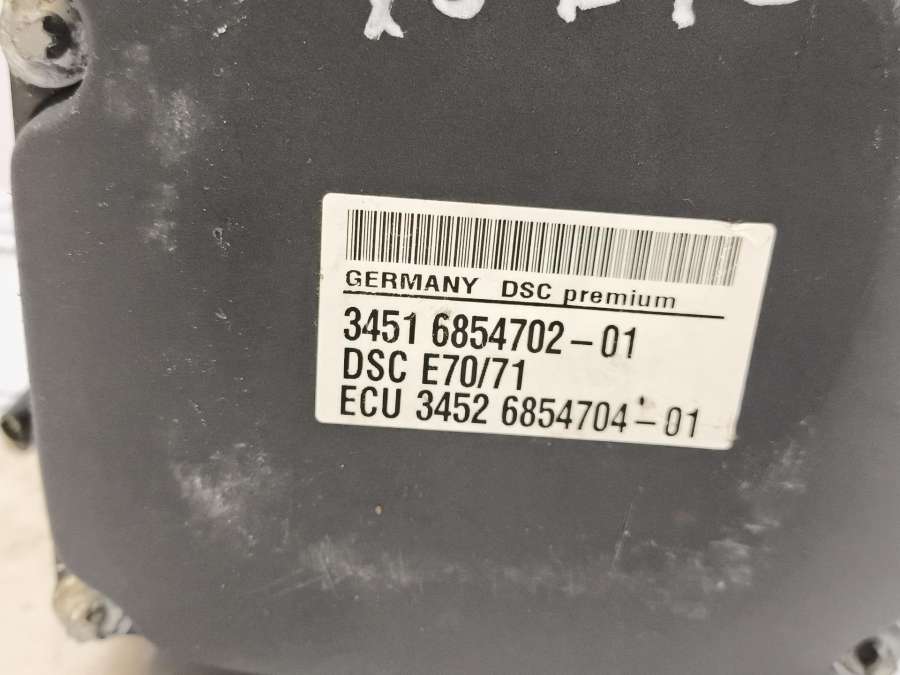 GERMANY DSC premium
3451 6854702-01
DSC E70/71
ECU 3452 6854704-01